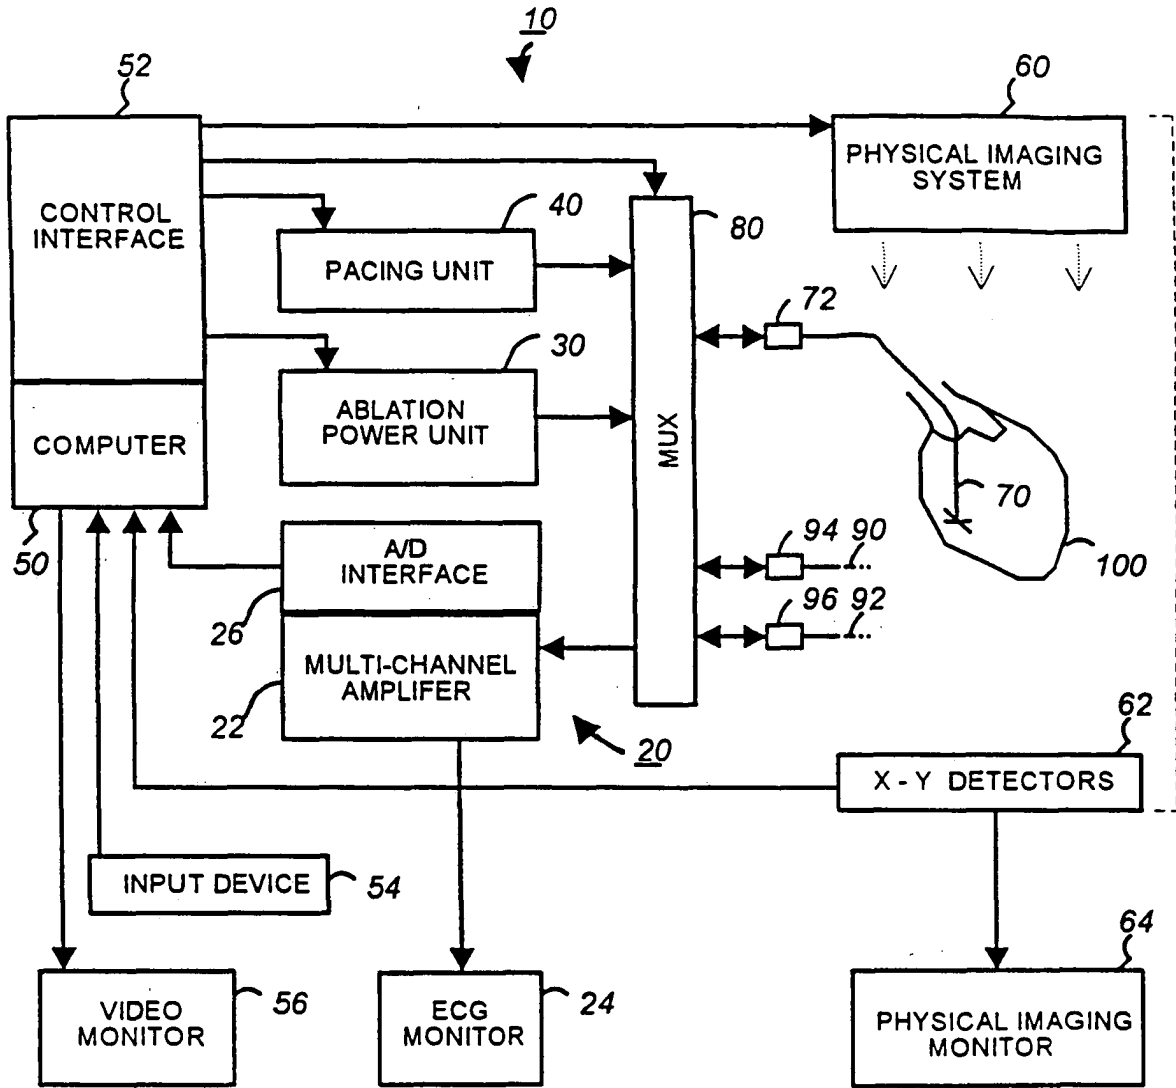 10
52
60
CONTROL
INTERFACE
PHYSICAL IMAGING
SYSTEM
40
80
PACING UNIT
72
30
ABLATION
POWER UNIT
MUX
COMPUTER
70
50
A/D
INTERFACE
94
90
100
26
96
92
MULTI-CHANNEL
AMPLIFER
22
20
62
X - Y DETECTORS
INPUT DEVICE
54
64
VIDEO
MONITOR
56
ECG
MONITOR
24
PHYSICAL IMAGING
MONITOR